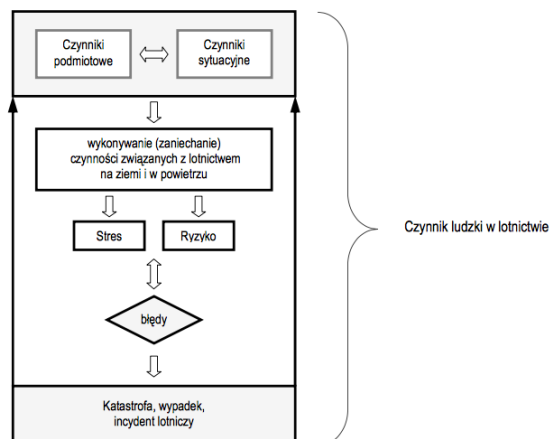 Czynniki
podmiotowe
Czynniki
sytuacyjne
wykonywanie (zaniechanie)
czynności związanych z lotnictwem
na ziemi i w powietrzu
Stres
Ryzyko
błędy
Katastrofa, wypadek,
incydent lotniczy
Czynnik ludzki w lotnictwie